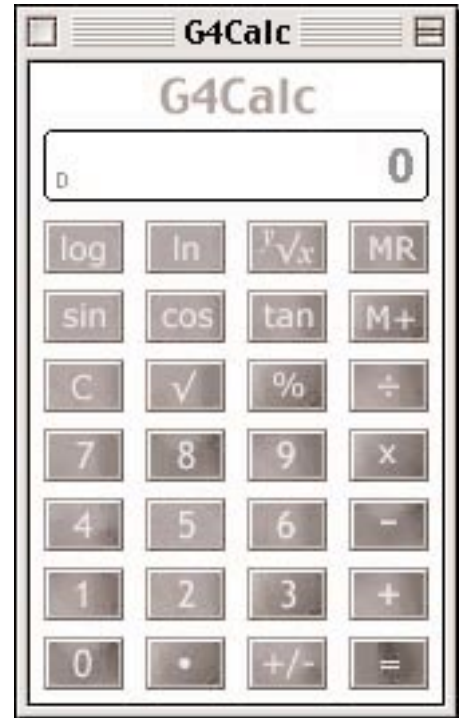 G4Calc
G4Calc
D 0
log ln ʸ√x MR
sin cos tan M+
C √ % ÷
7 8 9 x
4 5 6 -
1 2 3 +
0 • +/- =